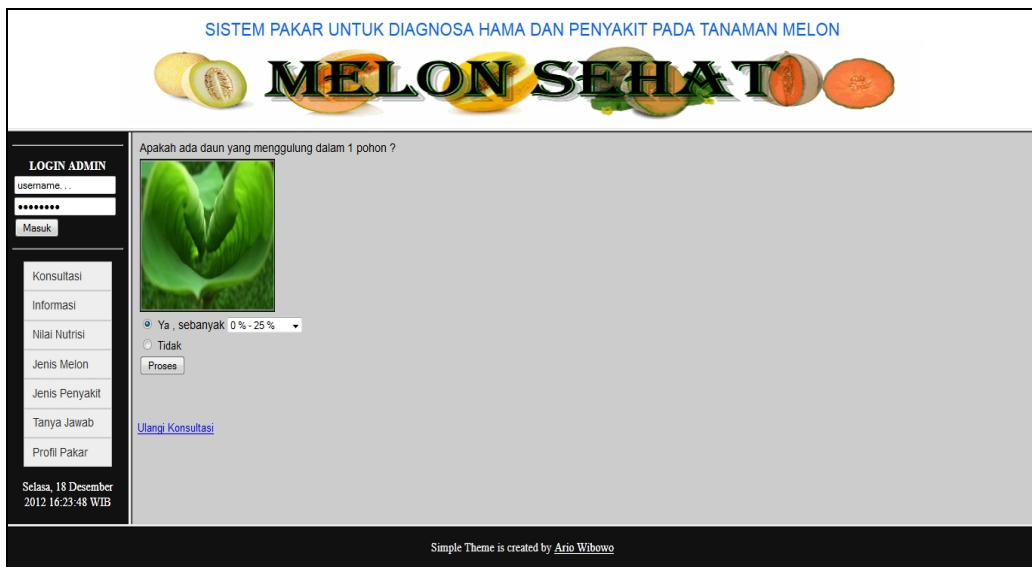 SISTEM PAKAR UNTUK DIAGNOSA HAMA DAN PENYAKIT PADA TANAMAN MELON
MELON SEHAT
LOGIN ADMIN
username. . .
••••••••
Masuk
Konsultasi
Informasi
Nilai Nutrisi
Jenis Melon
Jenis Penyakit
Tanya Jawab
Profil Pakar
Selasa, 18 Desember
2012 16:23:48 WIB
Apakah ada daun yang menggulung dalam 1 pohon ?
Ya , sebanyak 0 % - 25 %
Tidak
Proses
Ulangi Konsultasi
Simple Theme is created by Ario Wibowo